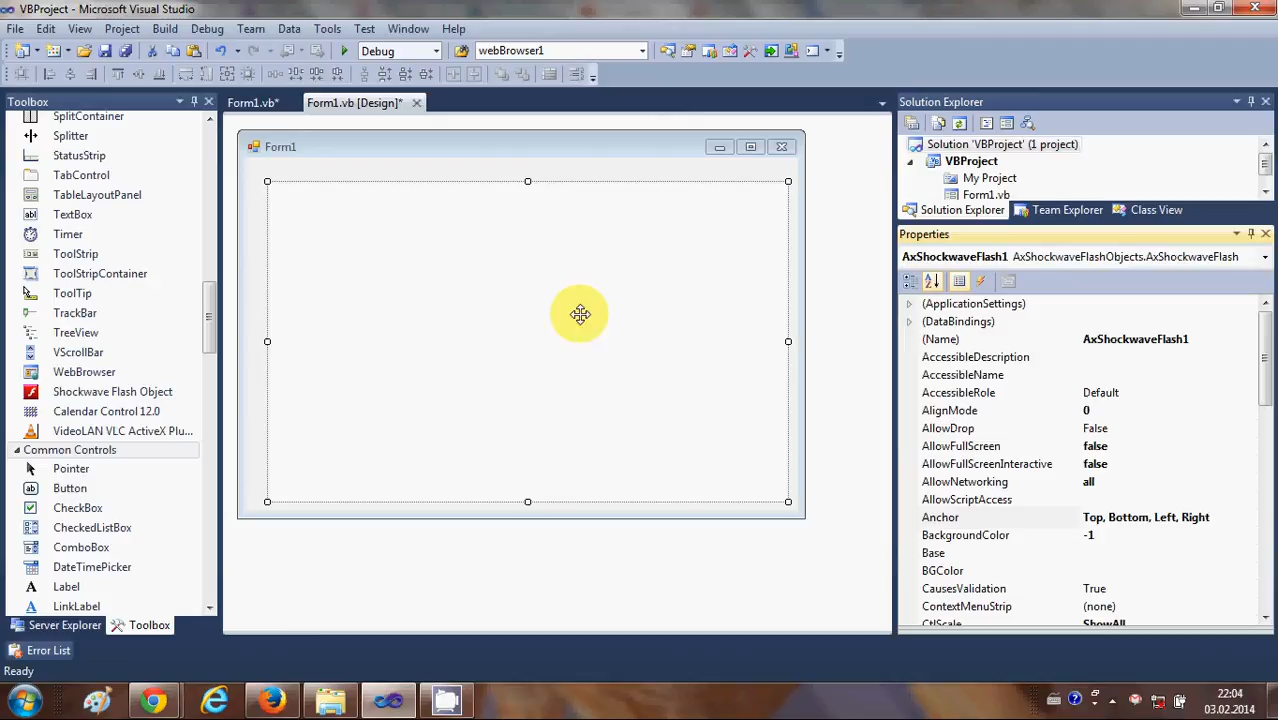 VBProject - Microsoft Visual Studio
File Edit View Project Build Debug Team Data Tools Test Window Help
Debug webBrowser1
Toolbox
Form1.vb* Form1.vb [Design]*
Solution Explorer
SplitContainer
Splitter
StatusStrip
TabControl
TableLayoutPanel
TextBox
Timer
ToolStrip
ToolStripContainer
ToolTip
TrackBar
TreeView
VScrollBar
WebBrowser
Shockwave Flash Object
Calendar Control 12.0
VideoLAN VLC ActiveX Plu...
Common Controls
Pointer
Button
CheckBox
CheckedListBox
ComboBox
DateTimePicker
Label
LinkLabel
Server Explorer Toolbox
Form1
Solution 'VBProject' (1 project)
VBProject
My Project
Form1.vb
Solution Explorer Team Explorer Class View
Properties
AxShockwaveFlash1 AxShockwaveFlashObjects.AxShockwaveFlash
(ApplicationSettings)
(DataBindings)
(Name) AxShockwaveFlash1
AccessibleDescription
AccessibleName
AccessibleRole Default
AlignMode 0
AllowDrop False
AllowFullScreen false
AllowFullScreenInteractive false
AllowNetworking all
AllowScriptAccess
Anchor Top, Bottom, Left, Right
BackgroundColor -1
Base
BGColor
CausesValidation True
ContextMenuStrip (none)
CtlScale ShowAll
Error List
Ready
22:04
03.02.2014